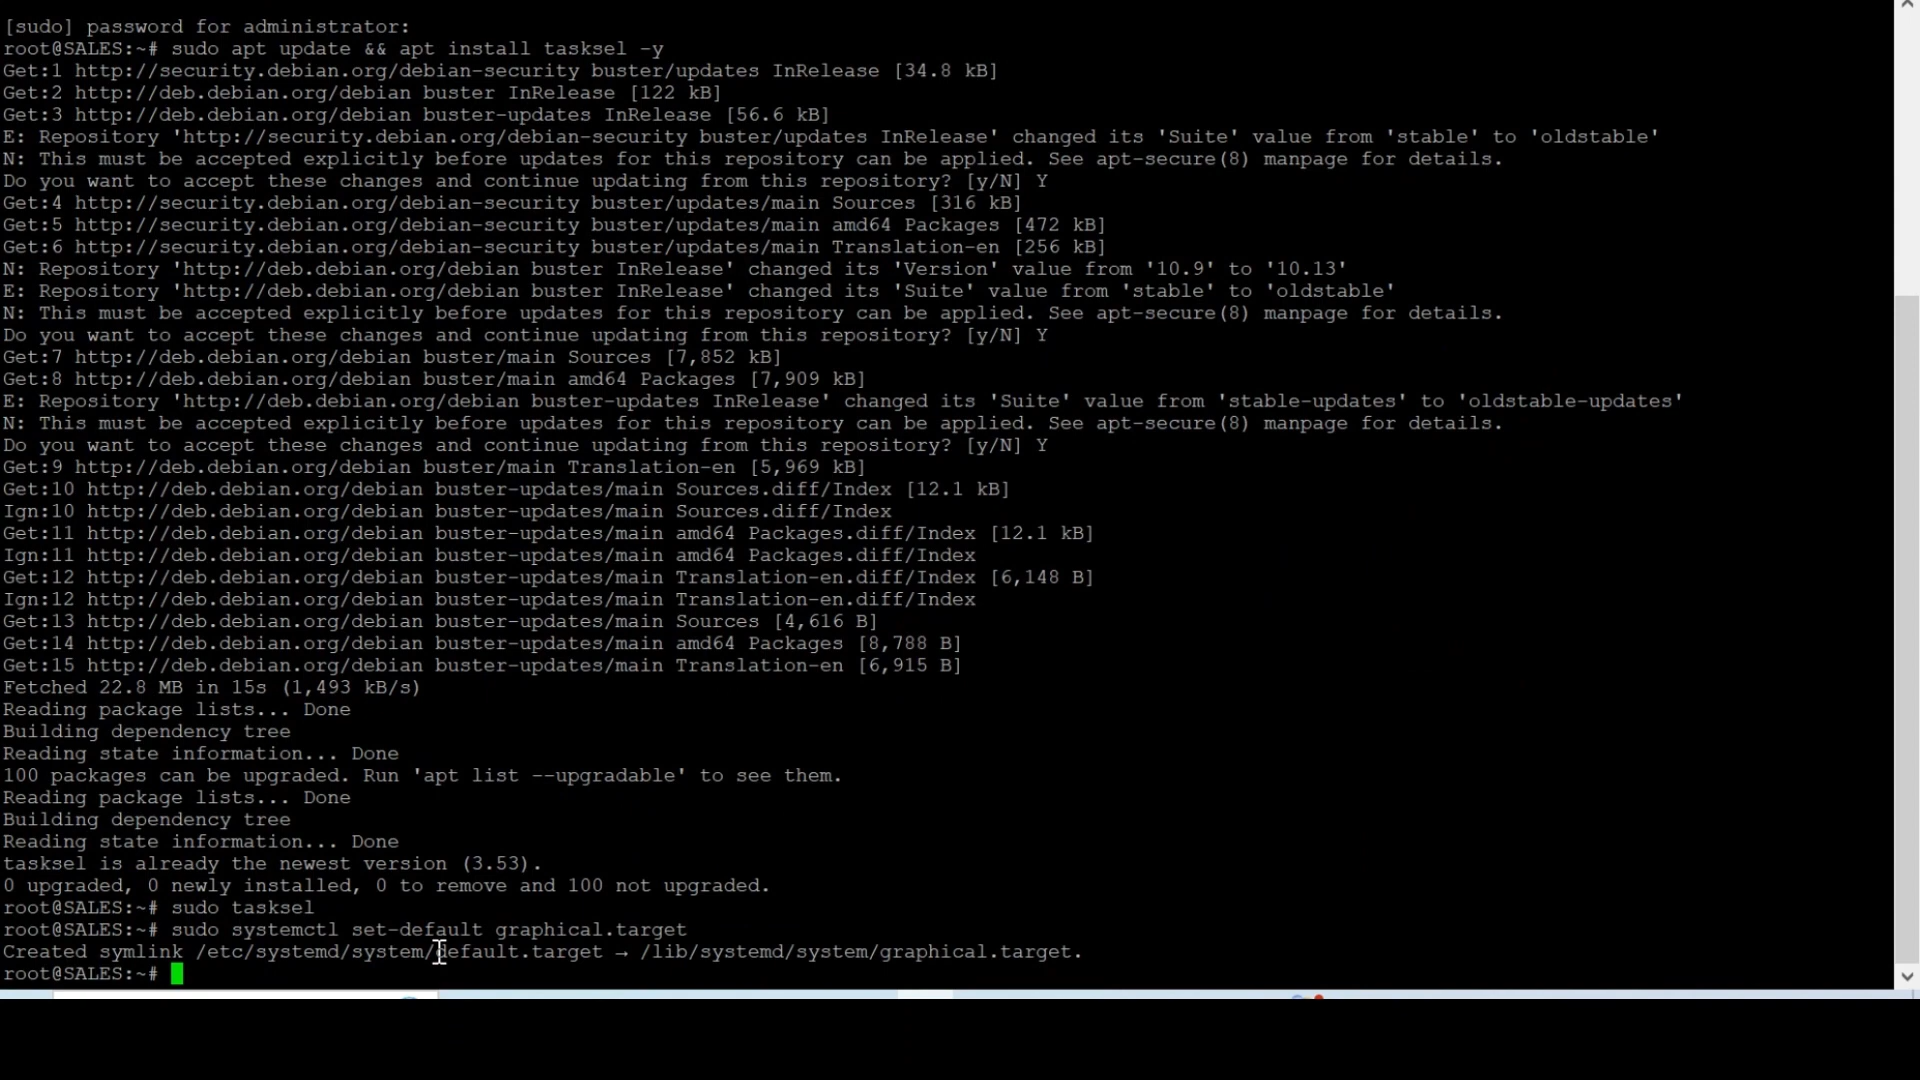 [sudo] password for administrator:
root@SALES:~# sudo apt update && apt install tasksel -y
Get:1 http://security.debian.org/debian-security buster/updates InRelease [34.8 kB]
Get:2 http://deb.debian.org/debian buster InRelease [122 kB]
Get:3 http://deb.debian.org/debian buster-updates InRelease [56.6 kB]
E: Repository 'http://security.debian.org/debian-security buster/updates InRelease' changed its 'Suite' value from 'stable' to 'oldstable'
N: This must be accepted explicitly before updates for this repository can be applied. See apt-secure(8) manpage for details.
Do you want to accept these changes and continue updating from this repository? [y/N] Y
Get:4 http://security.debian.org/debian-security buster/updates/main Sources [316 kB]
Get:5 http://security.debian.org/debian-security buster/updates/main amd64 Packages [472 kB]
Get:6 http://security.debian.org/debian-security buster/updates/main Translation-en [256 kB]
N: Repository 'http://deb.debian.org/debian buster InRelease' changed its 'Version' value from '10.9' to '10.13'
E: Repository 'http://deb.debian.org/debian buster InRelease' changed its 'Suite' value from 'stable' to 'oldstable'
N: This must be accepted explicitly before updates for this repository can be applied. See apt-secure(8) manpage for details.
Do you want to accept these changes and continue updating from this repository? [y/N] Y
Get:7 http://deb.debian.org/debian buster/main Sources [7,852 kB]
Get:8 http://deb.debian.org/debian buster/main amd64 Packages [7,909 kB]
E: Repository 'http://deb.debian.org/debian buster-updates InRelease' changed its 'Suite' value from 'stable-updates' to 'oldstable-updates'
N: This must be accepted explicitly before updates for this repository can be applied. See apt-secure(8) manpage for details.
Do you want to accept these changes and continue updating from this repository? [y/N] Y
Get:9 http://deb.debian.org/debian buster/main Translation-en [5,969 kB]
Get:10 http://deb.debian.org/debian buster-updates/main Sources.diff/Index [12.1 kB]
Ign:10 http://deb.debian.org/debian buster-updates/main Sources.diff/Index
Get:11 http://deb.debian.org/debian buster-updates/main amd64 Packages.diff/Index [12.1 kB]
Ign:11 http://deb.debian.org/debian buster-updates/main amd64 Packages.diff/Index
Get:12 http://deb.debian.org/debian buster-updates/main Translation-en.diff/Index [6,148 B]
Ign:12 http://deb.debian.org/debian buster-updates/main Translation-en.diff/Index
Get:13 http://deb.debian.org/debian buster-updates/main Sources [4,616 B]
Get:14 http://deb.debian.org/debian buster-updates/main amd64 Packages [8,788 B]
Get:15 http://deb.debian.org/debian buster-updates/main Translation-en [6,915 B]
Fetched 22.8 MB in 15s (1,493 kB/s)
Reading package lists... Done
Building dependency tree
Reading state information... Done
100 packages can be upgraded. Run 'apt list --upgradable' to see them.
Reading package lists... Done
Building dependency tree
Reading state information... Done
tasksel is already the newest version (3.53).
0 upgraded, 0 newly installed, 0 to remove and 100 not upgraded.
root@SALES:~# sudo tasksel
root@SALES:~# sudo systemctl set-default graphical.target
Created symlink /etc/systemd/system/default.target → /lib/systemd/system/graphical.target.
root@SALES:~#